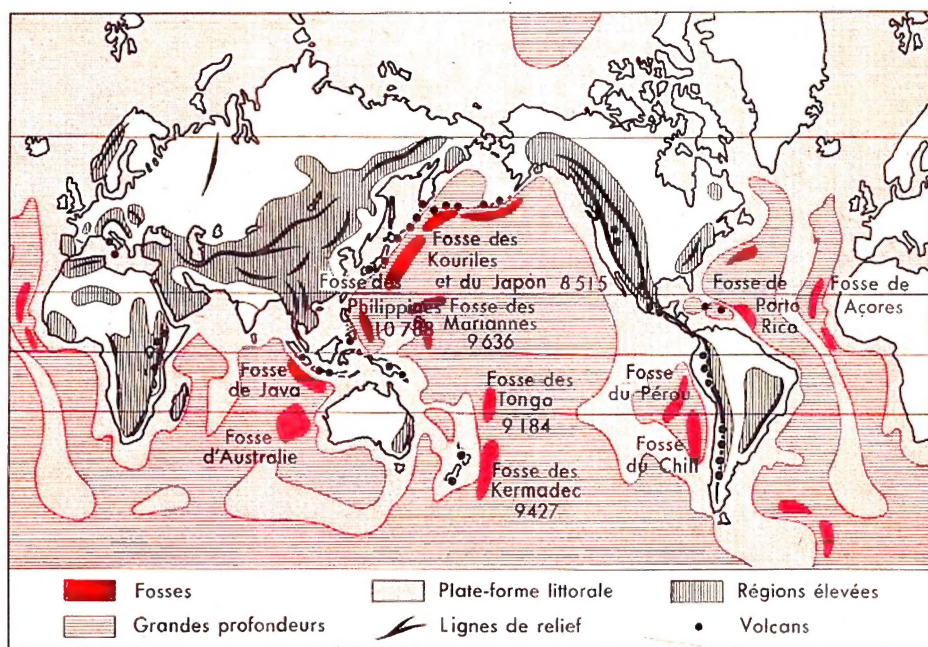 Fosse des
Kouriles
et du Japón 8 515
Fosse des
Philippines
10 788
Fosse des
Mariannes
9 636
Fosse de
Porto
Rico
Fosse de
Açores
Fosse
de Java
Fosse des
Tonga
9 184
Fosse
du Pérou
Fosse
d'Australie
Fosse
du Chili
Fosse des
Kermadec
9427
Fosses
Plate-forme littorale
Régions élevées
Grandes profondeurs
Lignes de relief
Volcans